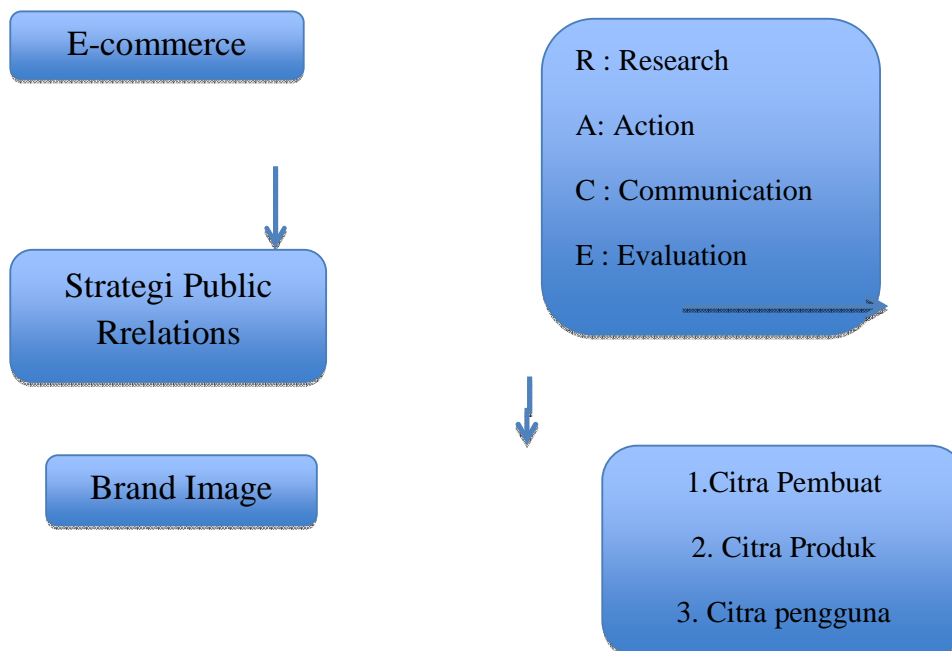 E-commerce
R : Research
A: Action
C : Communication
E : Evaluation
Strategi Public
Rrelations
Brand Image
1.Citra Pembuat
2. Citra Produk
3. Citra pengguna